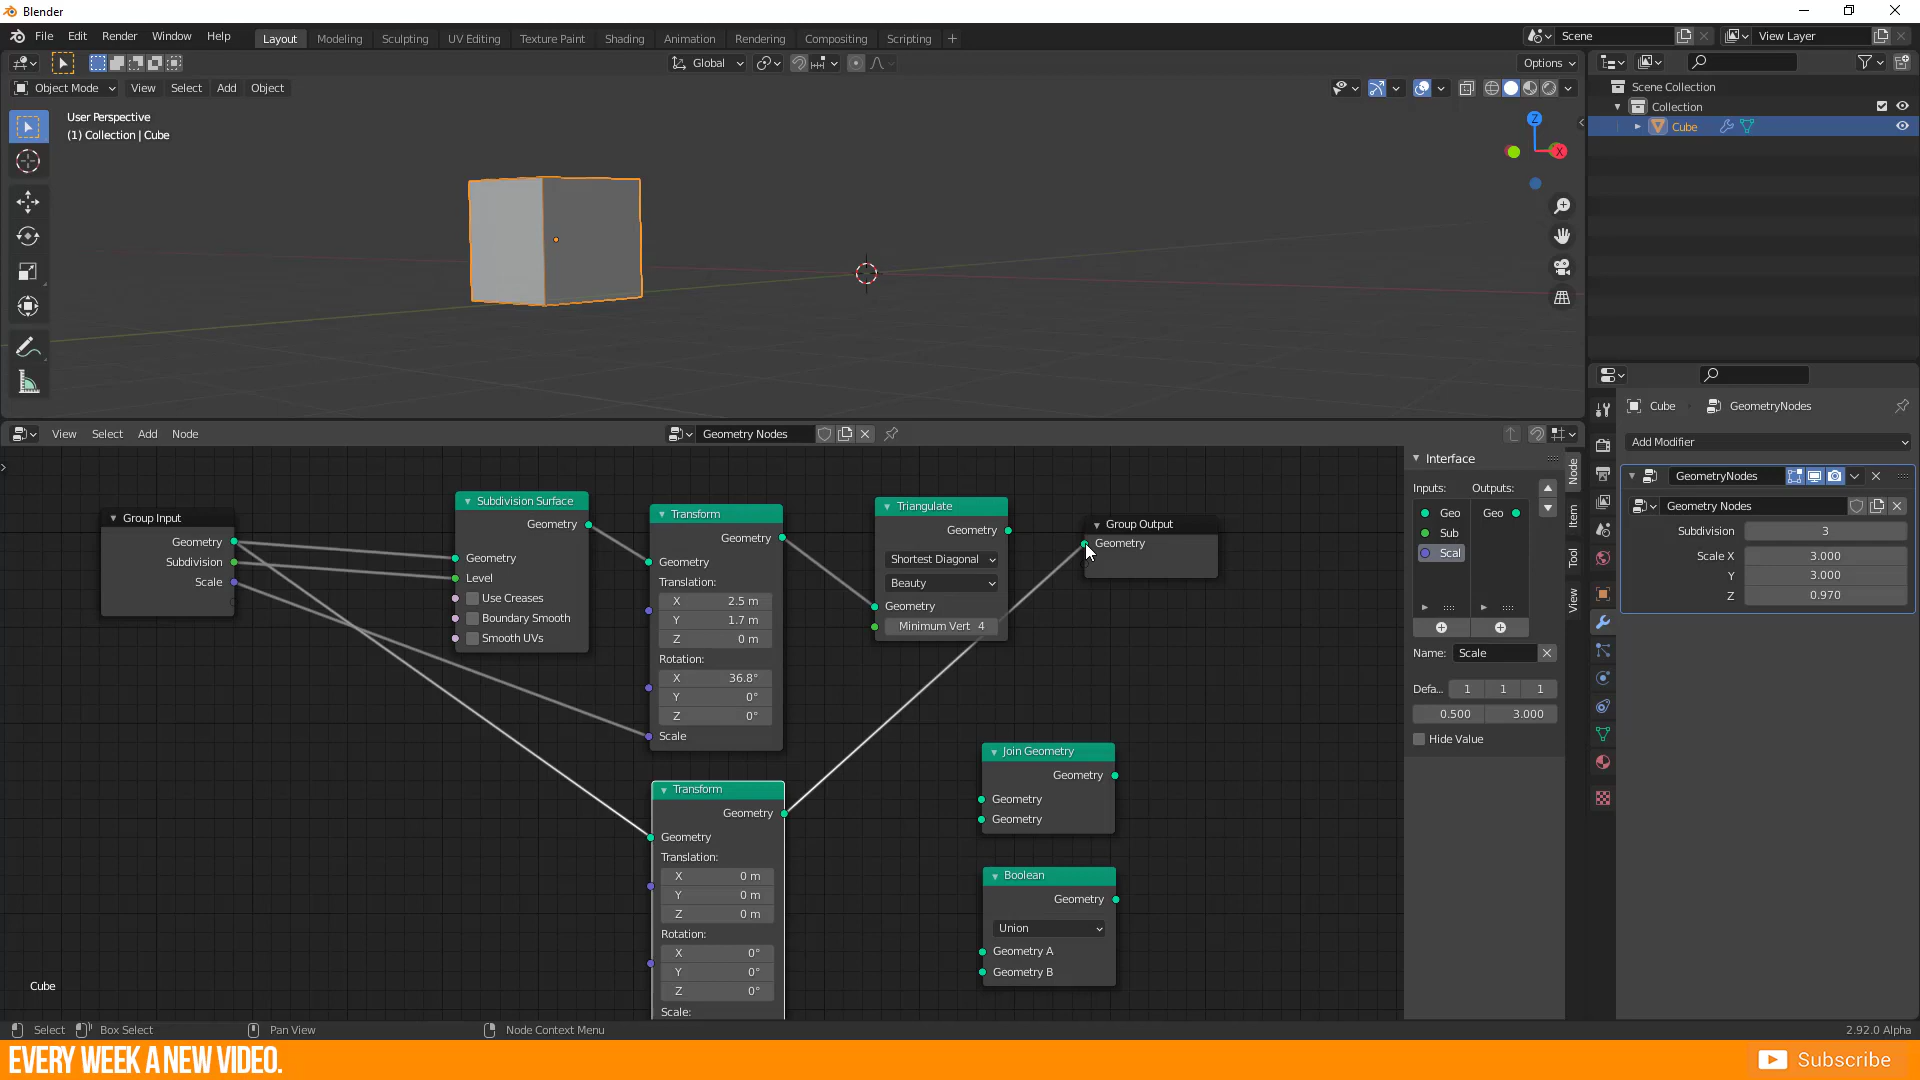 Blender
File Edit Render Window Help Layout Modeling Sculpting UV Editing Texture Paint Shading Animation Rendering Compositing Scripting + Scene View Layer
Global Options
Object Mode View Select Add Object
User Perspective
(1) Collection | Cube
Z
X
Scene Collection
Collection
Cube
Cube GeometryNodes
Add Modifier
GeometryNodes
Geometry Nodes
Subdivision 3
Scale X 3.000
Y 3.000
Z 0.970
View Select Add Node Geometry Nodes
Group Input
Geometry
Subdivision
Scale
Subdivision Surface
Geometry
Geometry
Level
Use Creases
Boundary Smooth
Smooth UVs
Transform
Geometry
Geometry
Translation:
X 2.5 m
Y 1.7 m
Z 0 m
Rotation:
X 36.8°
Y 0°
Z 0°
Scale
Triangulate
Geometry
Shortest Diagonal
Beauty
Geometry
Minimum Vert 4
Group Output
Geometry
Transform
Geometry
Geometry
Translation:
X 0 m
Y 0 m
Z 0 m
Rotation:
X 0°
Y 0°
Z 0°
Scale:
Join Geometry
Geometry
Geometry
Geometry
Boolean
Geometry
Union
Geometry A
Geometry B
Interface
Inputs: Outputs:
Geo Geo
Sub
Scal
Name: Scale
Defa... 1 1 1
0.500 3.000
Hide Value
Node
Item
Tool
View
Cube
Select Box Select Pan View Node Context Menu 2.92.0 Alpha
EVERY WEEK A NEW VIDEO. Subscribe